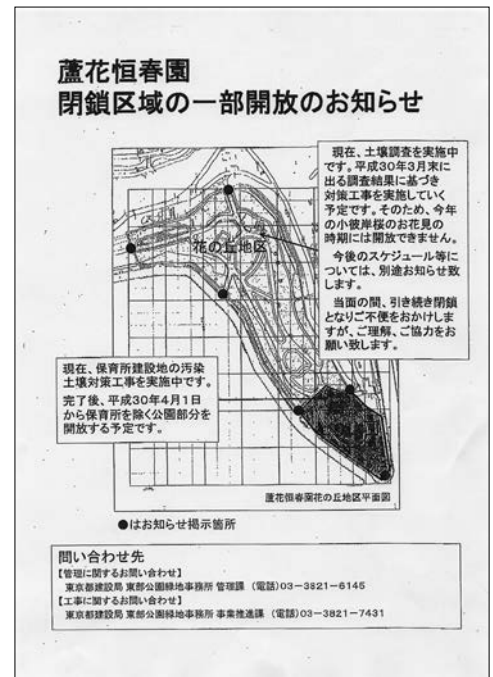 蘆花恒春園
閉鎖区域の一部開放のお知らせ
現在、土壌調査を実施中
です。平成30年3月末に
出る調査結果に基づき
対策工事を実施していく
予定です。そのため、今年
の小彼岸桜のお花見の
時期には開放できません。
今後のスケジュール等に
ついては、別途お知らせ致
します。
当面の間、引き続き閉鎖
となりご不便をおかけしま
すが、ご理解、ご協力をお
願い致します。
花の丘地区
現在、保育所建設地の汚染
土壌対策工事を実施中です。
完了後、平成30年4月1日
から保育所を除く公園部分を
開放する予定です。
蘆花恒春園花の丘地区平面図
●はお知らせ掲示箇所
問い合わせ先
【管理に関するお問い合わせ】
東京都建設局 東部公園緑地事務所 管理課 (電話)03-3821-6145
【工事に関するお問い合わせ】
東京都建設局 東部公園緑地事務所 事業推進課 (電話)03-3821-7431